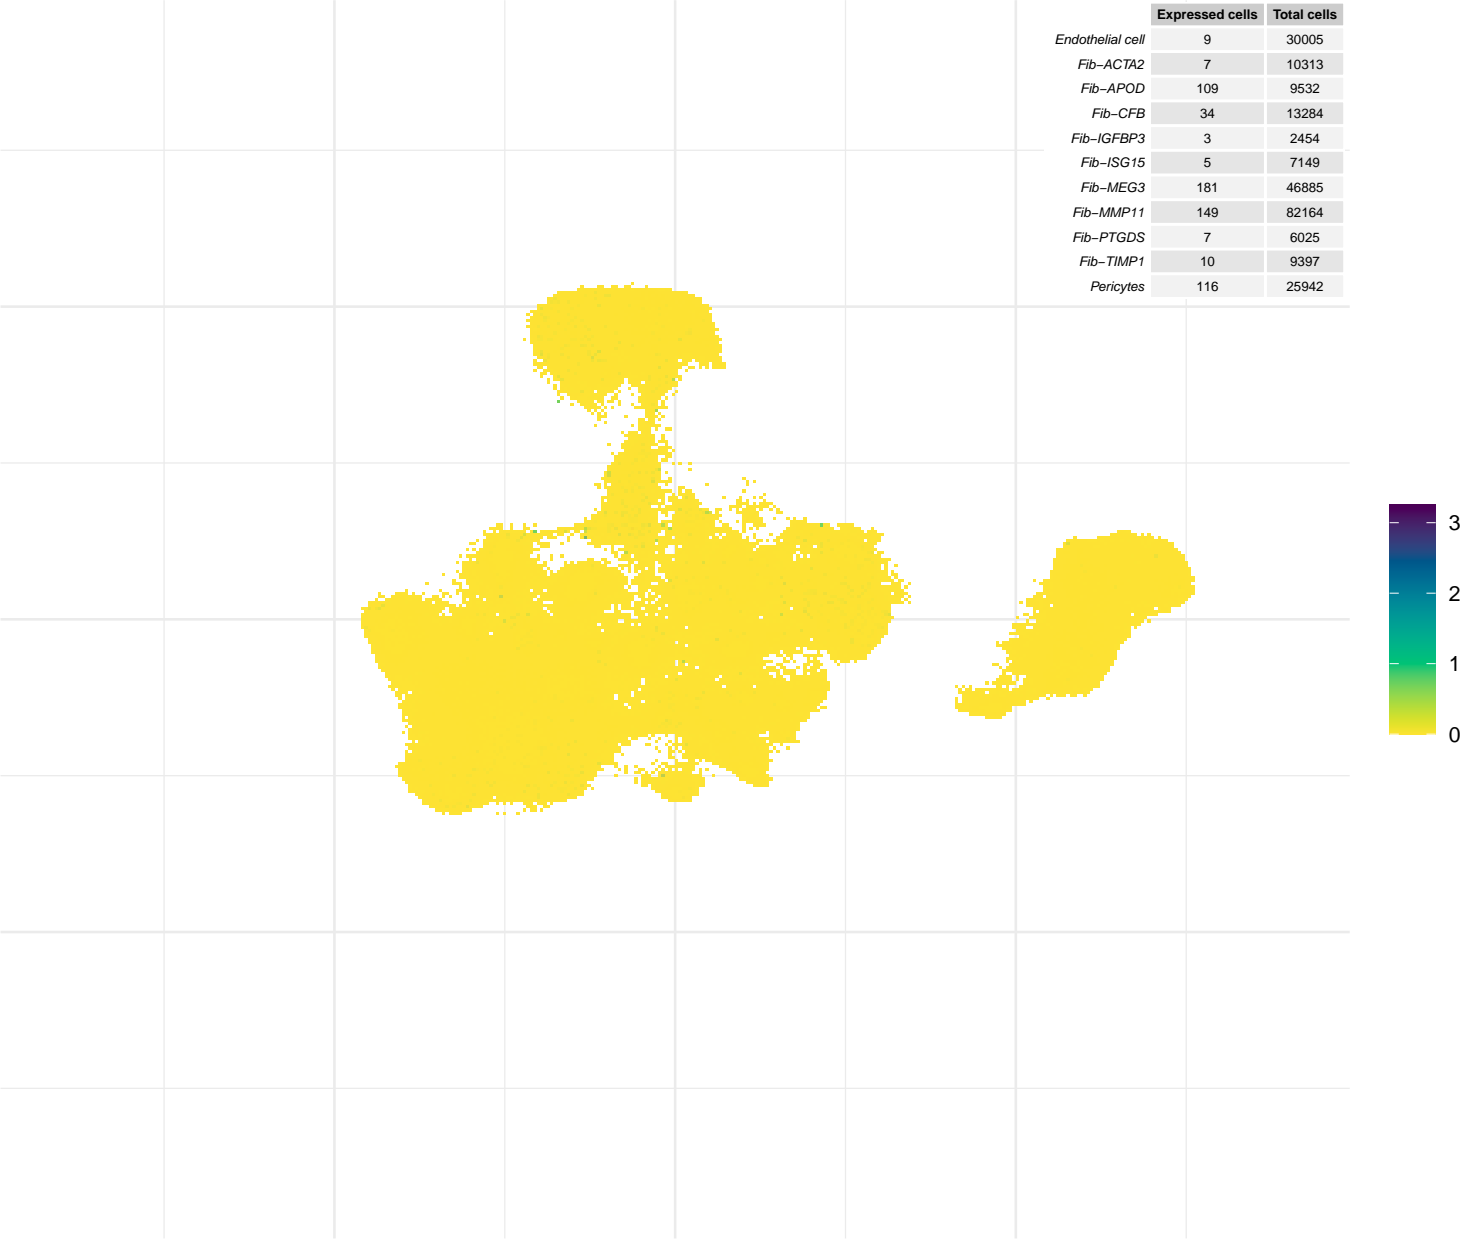 Expressed cells Total cells
Endothelial cell 9 30005
Fib−ACTA2 7 10313
Fib−APOD 109 9532
Fib−CFB 34 13284
Fib−IGFBP3 3 2454
Fib−ISG15 5 7149
Fib−MEG3 181 46885
Fib−MMP11 149 82164
Fib−PTGDS 7 6025
Fib−TIMP1 10 9397
Pericytes 116 25942
3
2
1
0